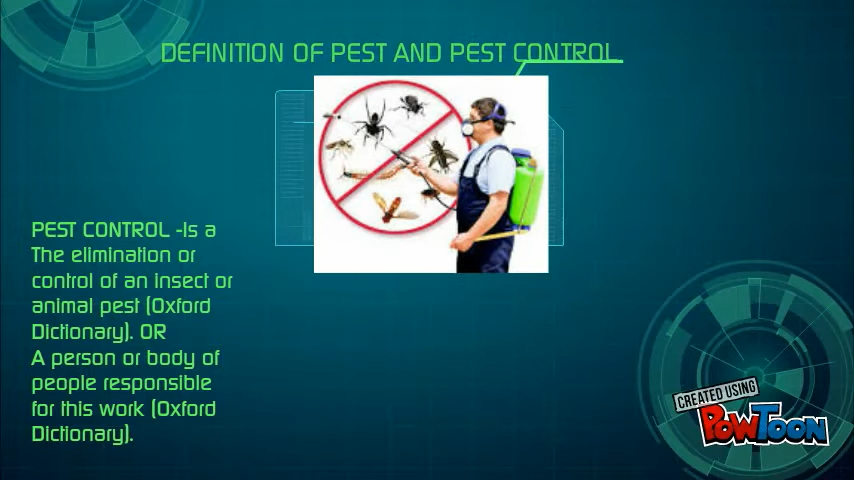 DEFINITION OF PEST AND PEST CONTROL
PEST CONTROL -Is a
The elimination or
control of an insect or
animal pest (Oxford
Dictionary). OR
A person or body of
people responsible
for this work (Oxford
Dictionary).
CREATED USING
POWTOON